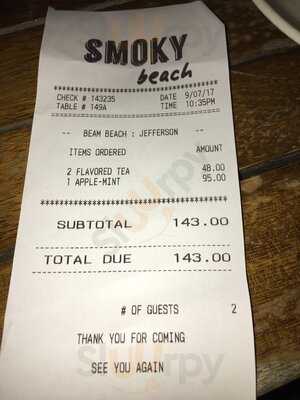 SMOKY
beach
************************************
CHECK # 143235 DATE 9/07/17
TABLE # 149A TIME 10:35PM
-- BEAM BEACH : JEFFERSON --
ITEMS ORDERED AMOUNT
2 FLAVORED TEA 48.00
1 APPLE-MINT 95.00
************************************
SUBTOTAL 143.00
TOTAL DUE 143.00
# OF GUESTS 2
THANK YOU FOR COMING
SEE YOU AGAIN
sluurpy
sluurpy